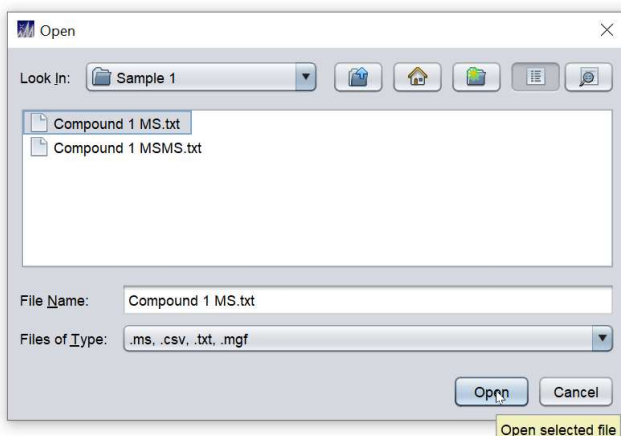 Open
Look In: Sample 1
Compound 1 MS.txt
Compound 1 MSMS.txt
File Name: Compound 1 MS.txt
Files of Type: .ms, .csv, .txt, .mgf
Open Cancel
Open selected file